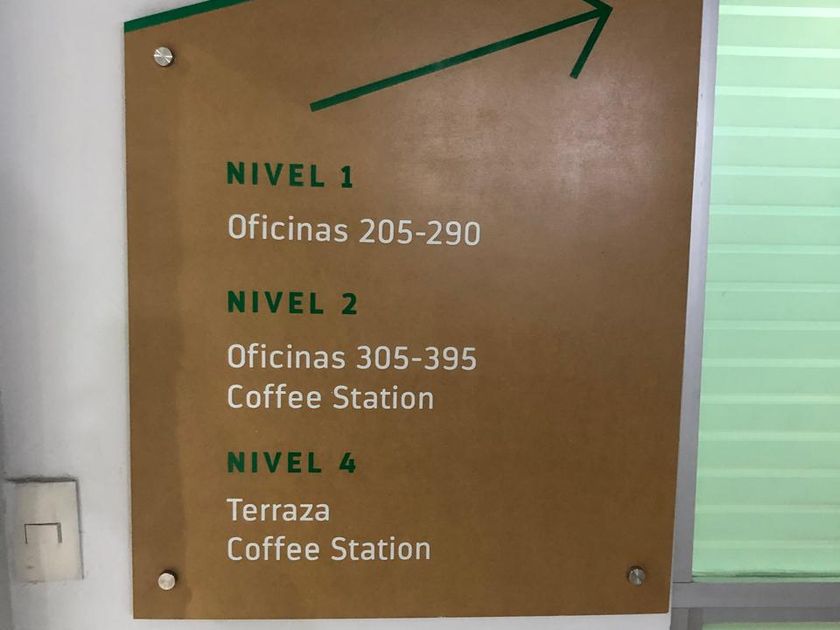 NIVEL 1
Oficinas 205-290
NIVEL 2
Oficinas 305-395
Coffee Station
NIVEL 4
Terraza
Coffee Station